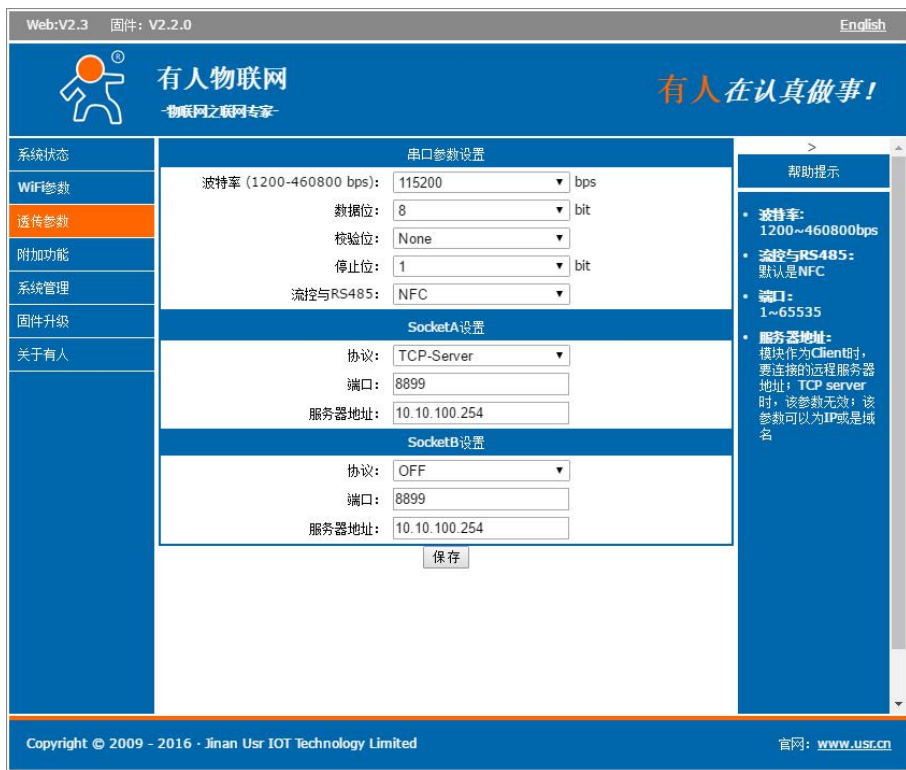 Web:V2.3 固件: V2.2.0
English
®
有人物联网
-物联网之联网专家-
有人在认真做事!
系统状态
WiFi参数
透传参数
附加功能
系统管理
固件升级
关于有人
串口参数设置
波特率 (1200-460800 bps): 115200 bps
数据位: 8 bit
校验位: None
停止位: 1 bit
流控与RS485: NFC
SocketA设置
协议: TCP-Server
端口: 8899
服务器地址: 10.10.100.254
SocketB设置
协议: OFF
端口: 8899
服务器地址: 10.10.100.254
保存
>
帮助提示
• 波特率:
1200~460800bps
• 流控与RS485:
默认是NFC
• 端口:
1~65535
• 服务器地址:
模块作为Client时，
要连接的远程服务器
地址；TCP server
时，该参数无效；该
参数可以为IP或是域
名
Copyright © 2009 - 2016 · Jinan Usr IOT Technology Limited
官网: www.usr.cn